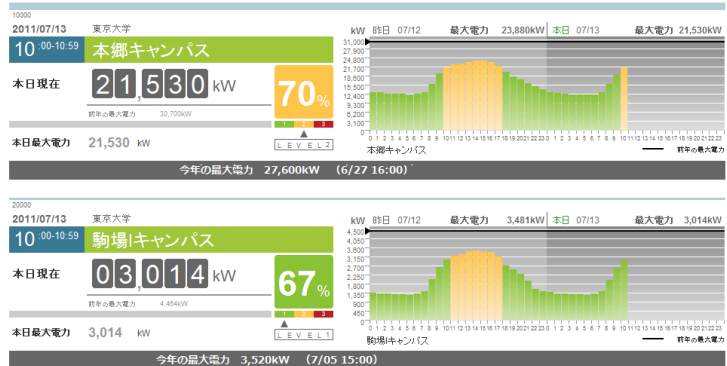 10000
2011/07/13 東京大学
10 :00-10:59 本郷キャンパス
本日現在 21,530 kW 70%
前年の最大電力 30,700kW
1 2 3
本日最大電力 21,530 kW LEVEL2
kW 昨日 07/12 最大電力 23,880kW 本日 07/13 最大電力 21,530kW
31,000
27,900
24,800
21,700
18,600
15,500
12,400
9,300
6,200
3,100
0
0 1 2 3 4 5 6 7 8 9 10 11 12 13 14 15 16 17 18 19 20 21 22 23 0 1 2 3 4 5 6 7 8 9 10 11 12 13 14 15 16 17 18 19 20 21 22 23
本郷キャンパス 前年の最大電力
今年の最大電力 27,600kW (6/27 16:00)
20000
2011/07/13 東京大学
10 :00-10:59 駒場Iキャンパス
本日現在 03,014 kW 67%
前年の最大電力 4,464kW
1 2 3
本日最大電力 3,014 kW LEVEL1
kW 昨日 07/12 最大電力 3,481kW 本日 07/13 最大電力 3,014kW
4,500
4,050
3,600
3,150
2,700
2,250
1,800
1,350
900
450
0
0 1 2 3 4 5 6 7 8 9 10 11 12 13 14 15 16 17 18 19 20 21 22 23 0 1 2 3 4 5 6 7 8 9 10 11 12 13 14 15 16 17 18 19 20 21 22 23
駒場Iキャンパス 前年の最大電力
今年の最大電力 3,520kW (7/05 15:00)